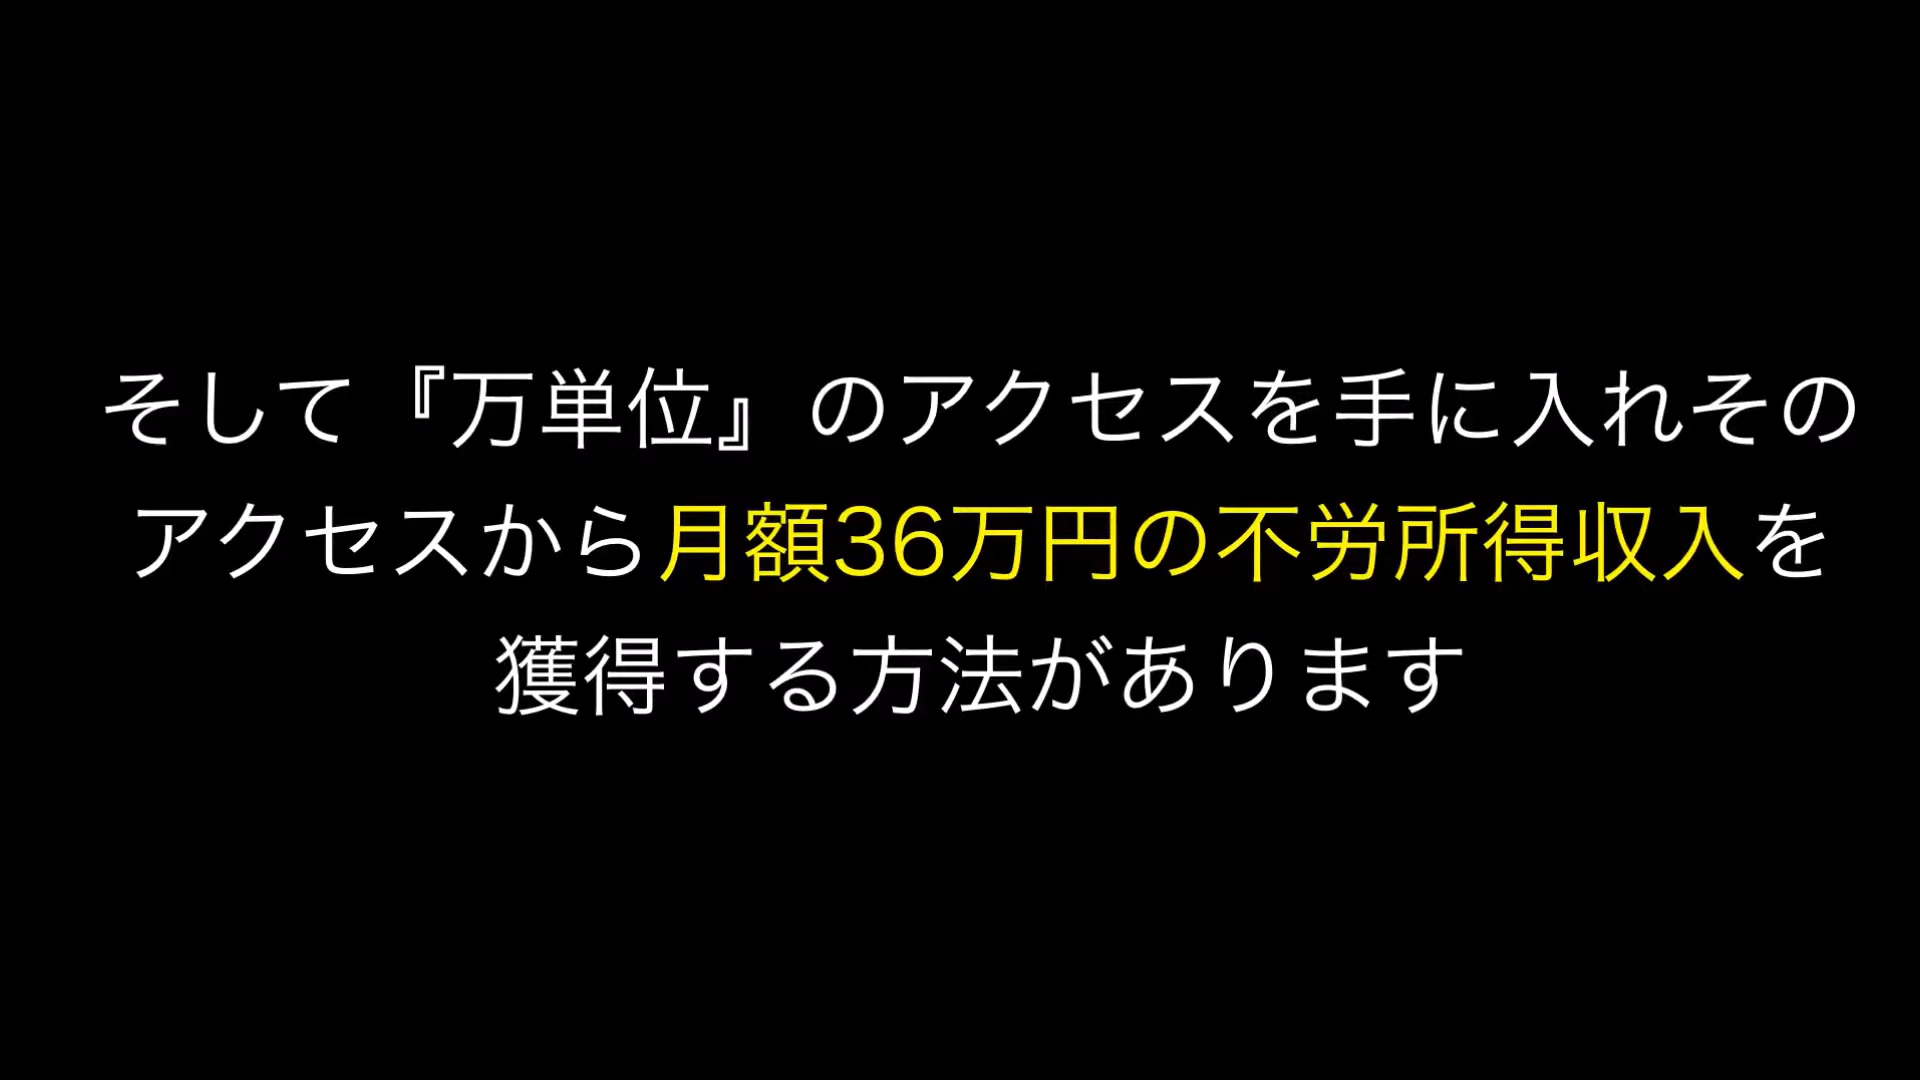 そして『万単位』のアクセスを手に入れその
アクセスから月額36万円の不労所得収入を
獲得する方法があります